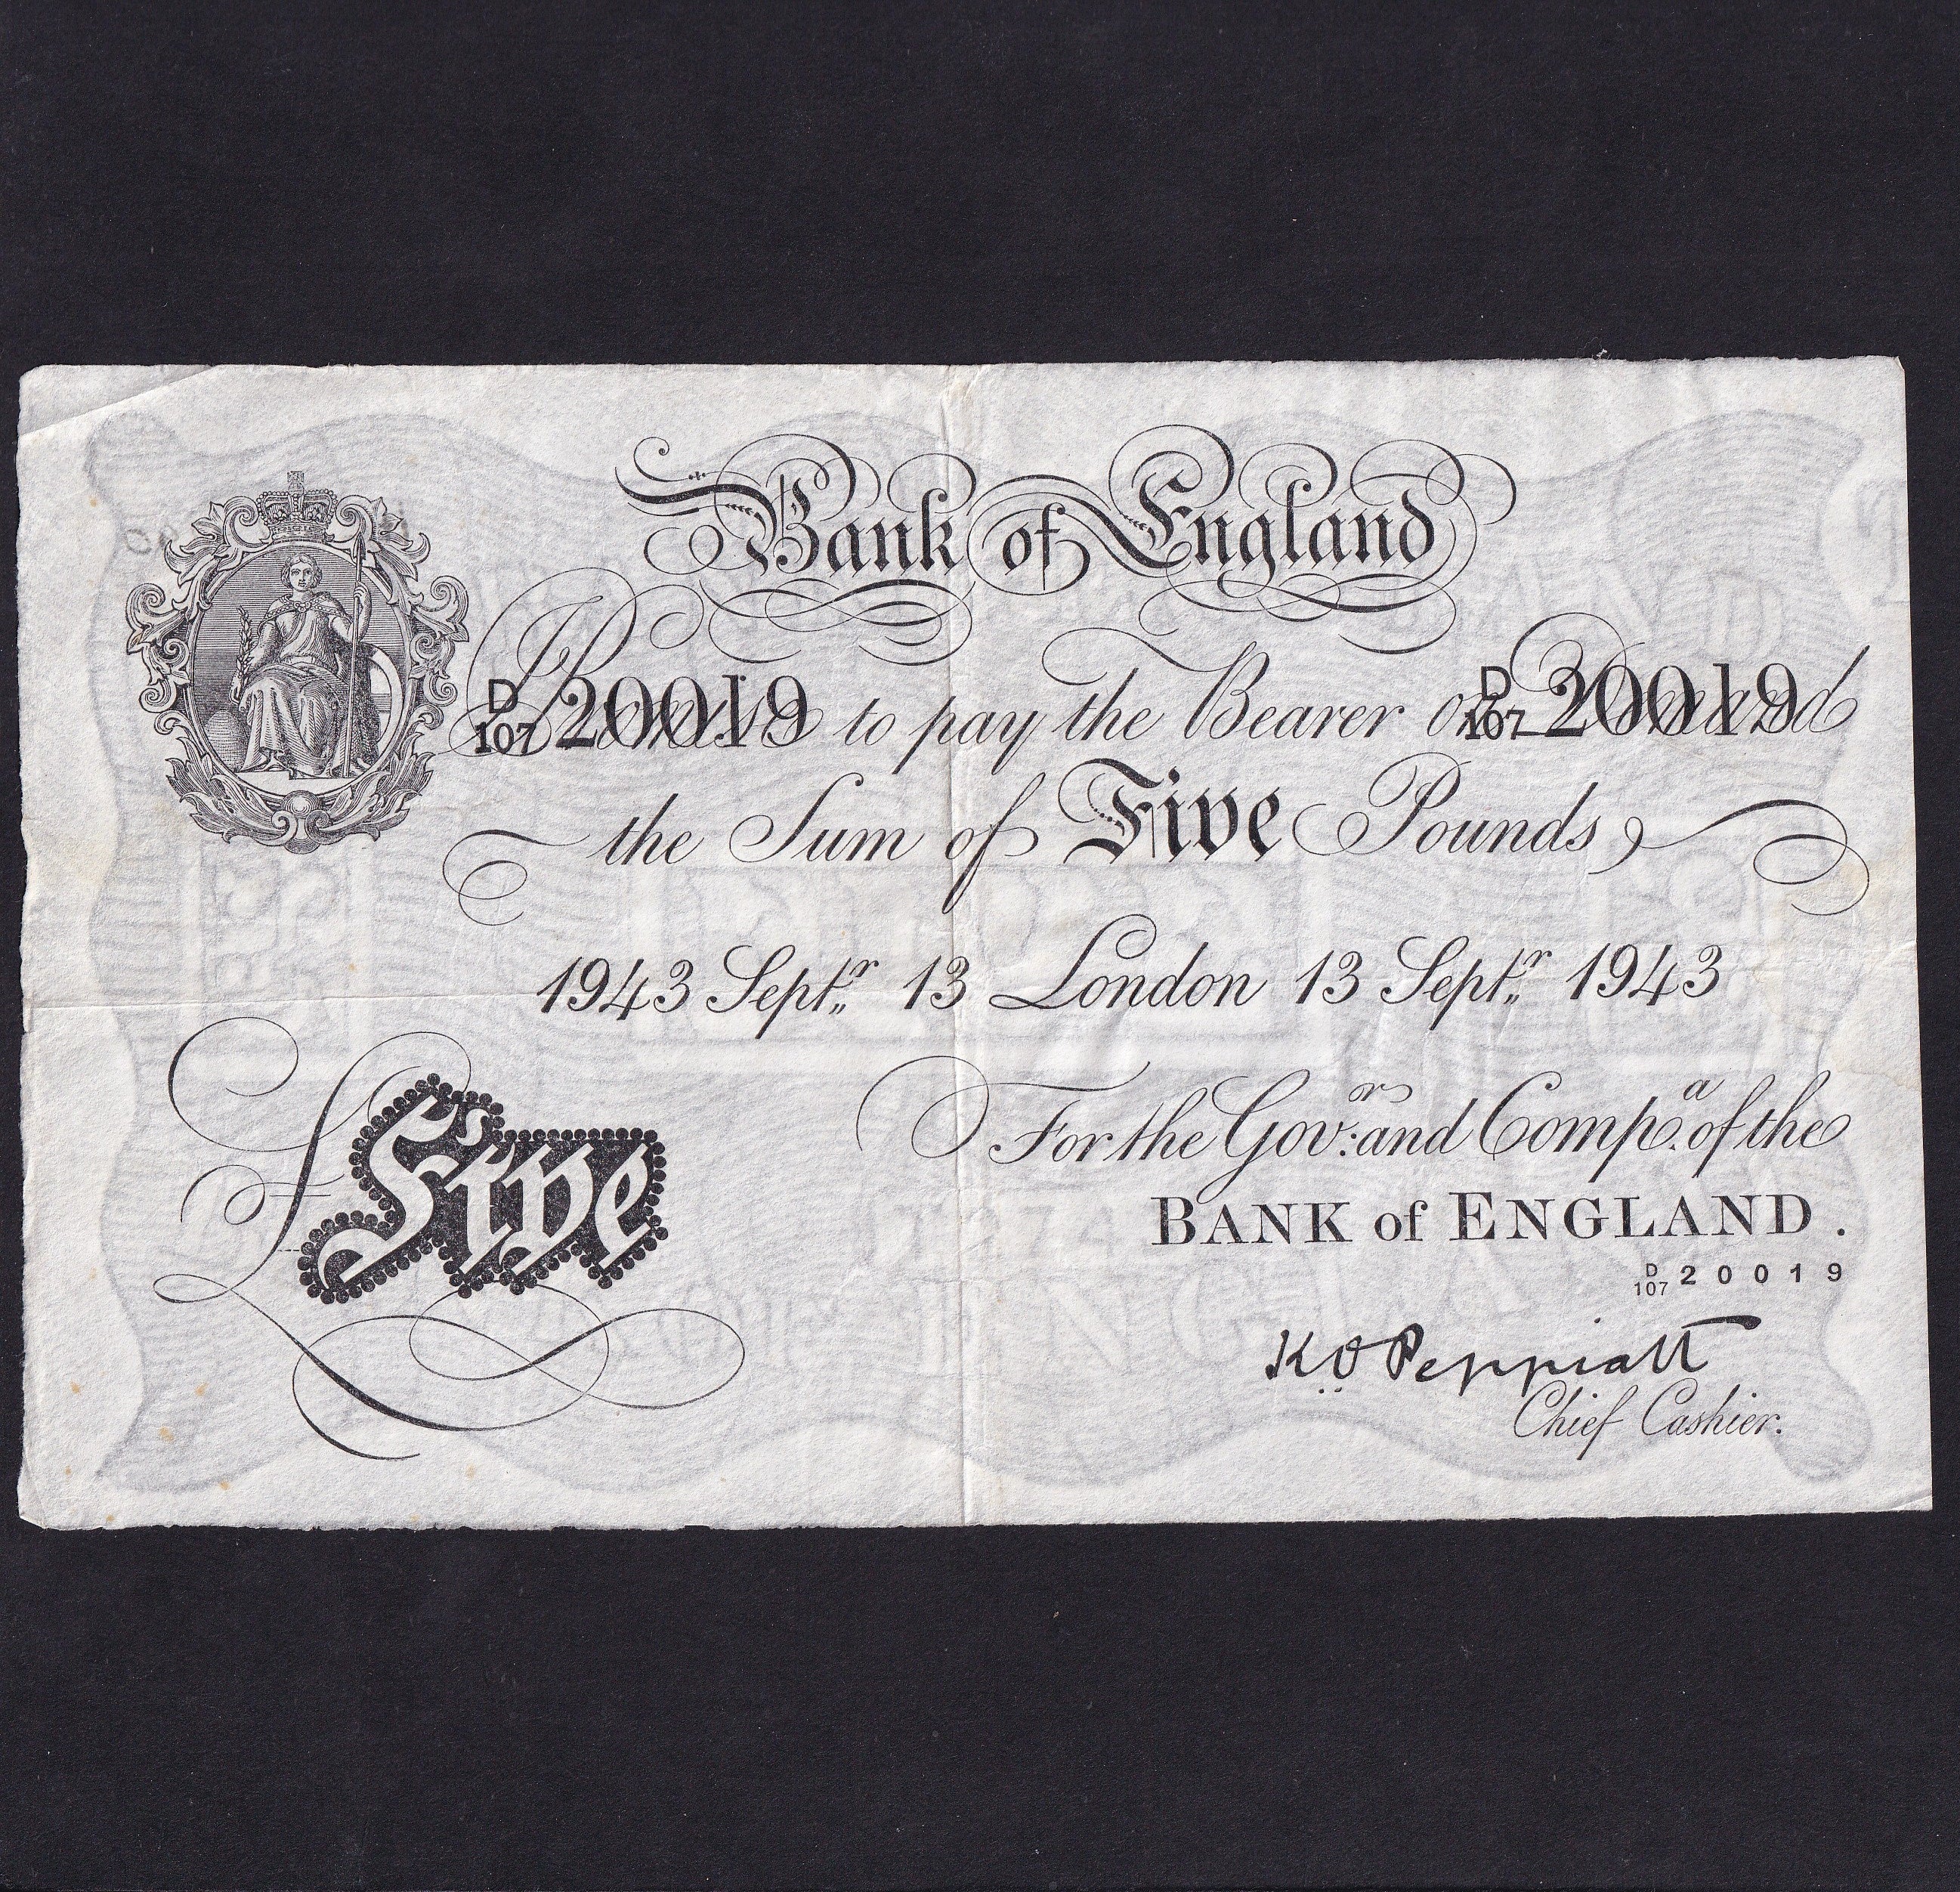 Bank of England
D/107 20019 Promise to pay the Bearer on Demand D/107 20019
the Sum of Five Pounds
1943 Septr. 13 London 13 Septr. 1943
For the Govr: and Compa. of the
BANK of ENGLAND.
D/107 20019
£Five
K O Peppiatt
Chief Cashier.